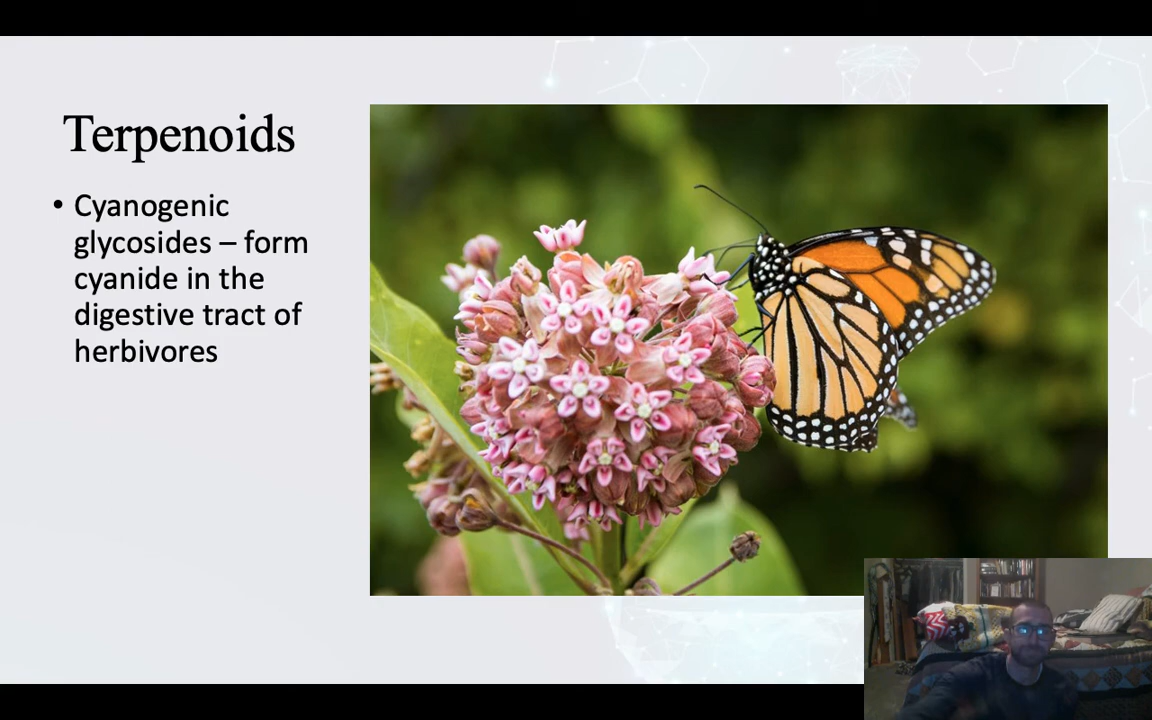 Terpenoids
• Cyanogenic
glycosides – form
cyanide in the
digestive tract of
herbivores